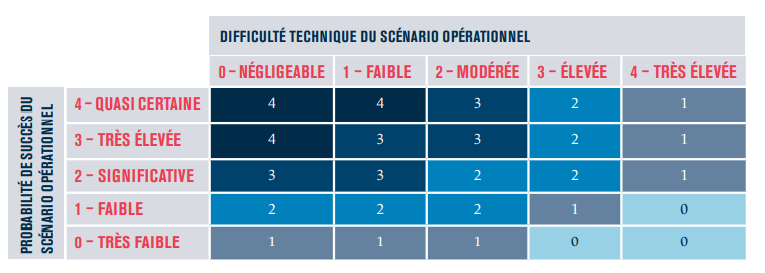 DIFFICULTÉ TECHNIQUE DU SCÉNARIO OPÉRATIONNEL
0 – NÉGLIGEABLE 1 – FAIBLE 2 – MODÉRÉE 3 – ÉLEVÉE 4 – TRÈS ÉLEVÉE
PROBABILITÉ DE SUCCÈS DU
SCÉNARIO OPÉRATIONNEL
4 – QUASI CERTAINE 4 4 3 2 1
3 – TRÈS ÉLEVÉE 4 3 3 2 1
2 – SIGNIFICATIVE 3 3 2 2 1
1 – FAIBLE 2 2 2 1 0
0 – TRÈS FAIBLE 1 1 1 0 0